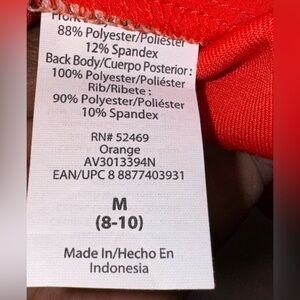 88% Polyester/Poliéster
12% Spandex
Back Body/Cuerpo Posterior :
100% Polyester/Poliéster
Rib/Ribete :
90% Polyester/Poliéster
10% Spandex
RN# 52469
Orange
AV3013394N
EAN/UPC 8 8877403931
M
(8-10)
Made In/Hecho En
Indonesia